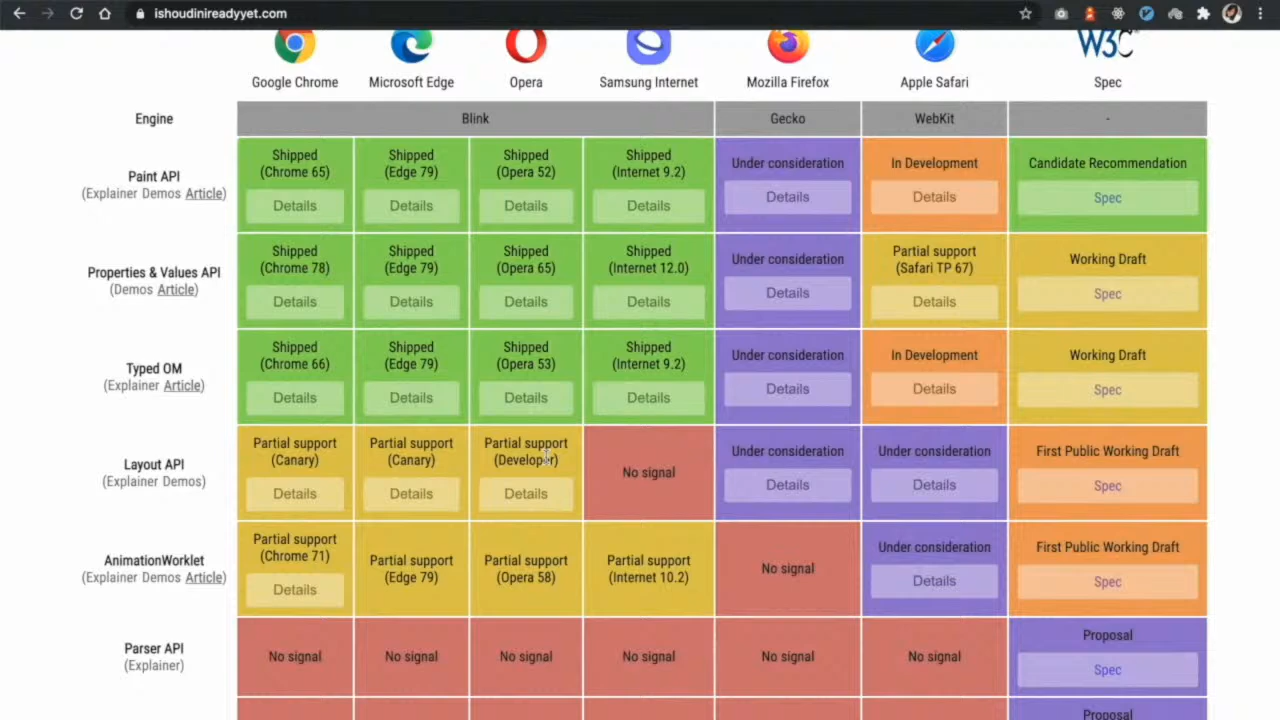 ishoudinireadyyet.com
W3C
Google Chrome Microsoft Edge Opera Samsung Internet Mozilla Firefox Apple Safari Spec
Engine Blink Gecko WebKit -
Paint API
(Explainer Demos Article)
Shipped
(Chrome 65)
Details
Shipped
(Edge 79)
Details
Shipped
(Opera 52)
Details
Shipped
(Internet 9.2)
Details
Under consideration
Details
In Development
Details
Candidate Recommendation
Spec
Properties & Values API
(Demos Article)
Shipped
(Chrome 78)
Details
Shipped
(Edge 79)
Details
Shipped
(Opera 65)
Details
Shipped
(Internet 12.0)
Details
Under consideration
Details
Partial support
(Safari TP 67)
Details
Working Draft
Spec
Typed OM
(Explainer Article)
Shipped
(Chrome 66)
Details
Shipped
(Edge 79)
Details
Shipped
(Opera 53)
Details
Shipped
(Internet 9.2)
Details
Under consideration
Details
In Development
Details
Working Draft
Spec
Layout API
(Explainer Demos)
Partial support
(Canary)
Details
Partial support
(Canary)
Details
Partial support
(Developer)
Details
No signal
Under consideration
Details
Under consideration
Details
First Public Working Draft
Spec
AnimationWorklet
(Explainer Demos Article)
Partial support
(Chrome 71)
Details
Partial support
(Edge 79)
Partial support
(Opera 58)
Partial support
(Internet 10.2)
No signal
Under consideration
Details
First Public Working Draft
Spec
Parser API
(Explainer)
No signal
No signal
No signal
No signal
No signal
No signal
Proposal
Spec
Proposal